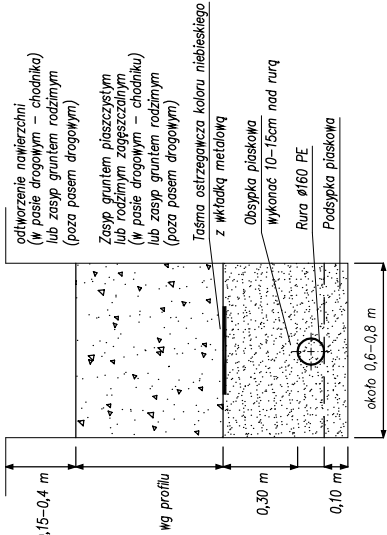 odtworzenie nawierzchni
(w pasie drogowym – chodnika)
lub zasyp gruntem rodzimym
(poza pasem drogowym)
Zasyp gruntem piaszczystym
lub rodzimym zagęszczalnym
(w pasie drogowym – chodniku)
lub zasyp gruntem rodzimym
(poza pasem drogowym)
Taśma ostrzegawcza koloru niebieskiego
z wkładką metalową
Obsypka piaskowa
wykonać 10–15cm nad rurą
Rura ø160 PE
Podsypka piaskowa
,15–0,4 m
wg profilu
0,30 m
0,10 m
około 0,6–0,8 m